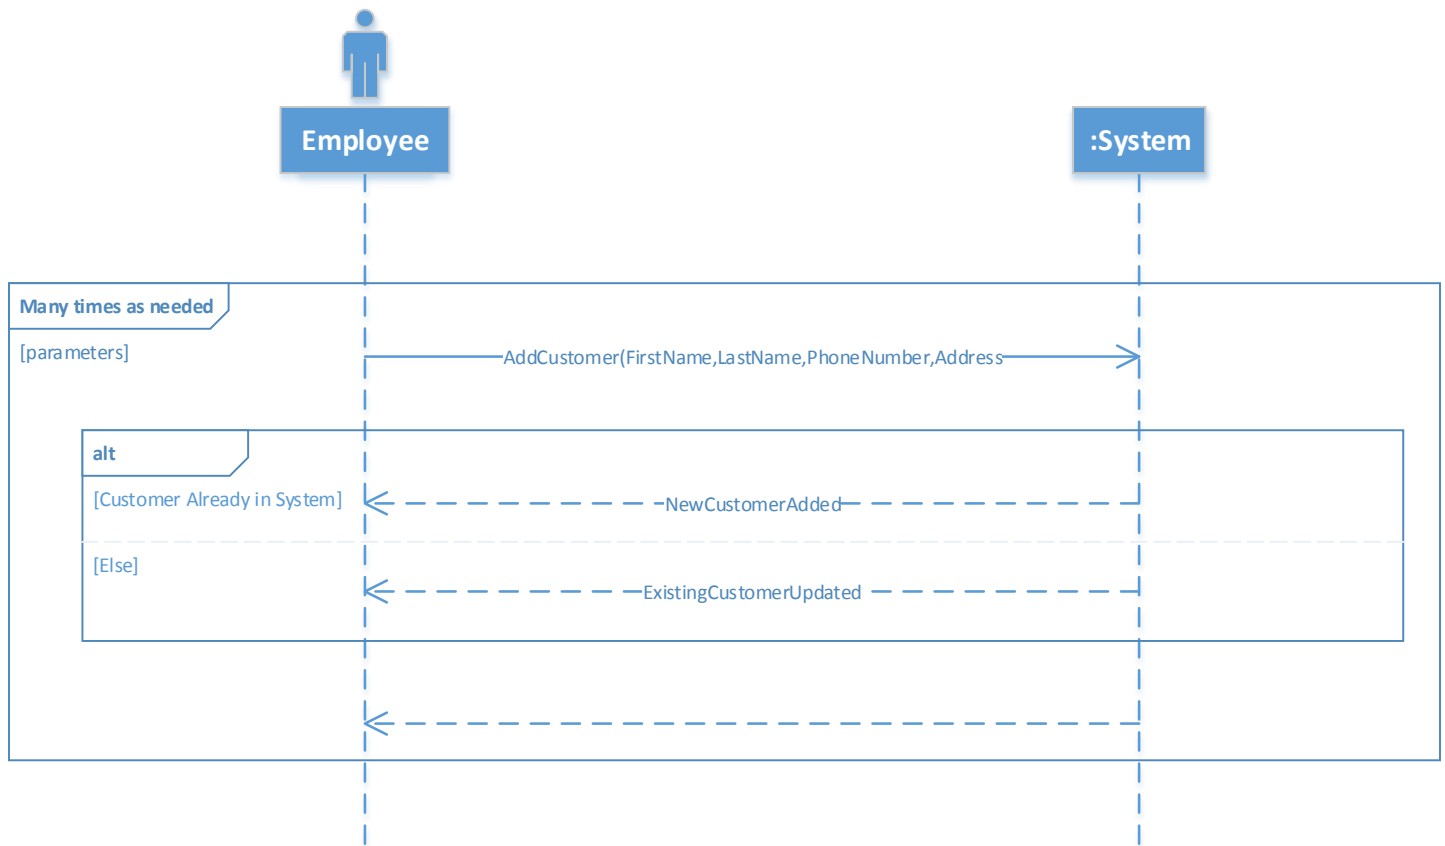 Employee
:System
Many times as needed
[parameters]
AddCustomer(FirstName,LastName,PhoneNumber,Address
alt
[Customer Already in System]
NewCustomerAdded
[Else]
ExistingCustomerUpdated